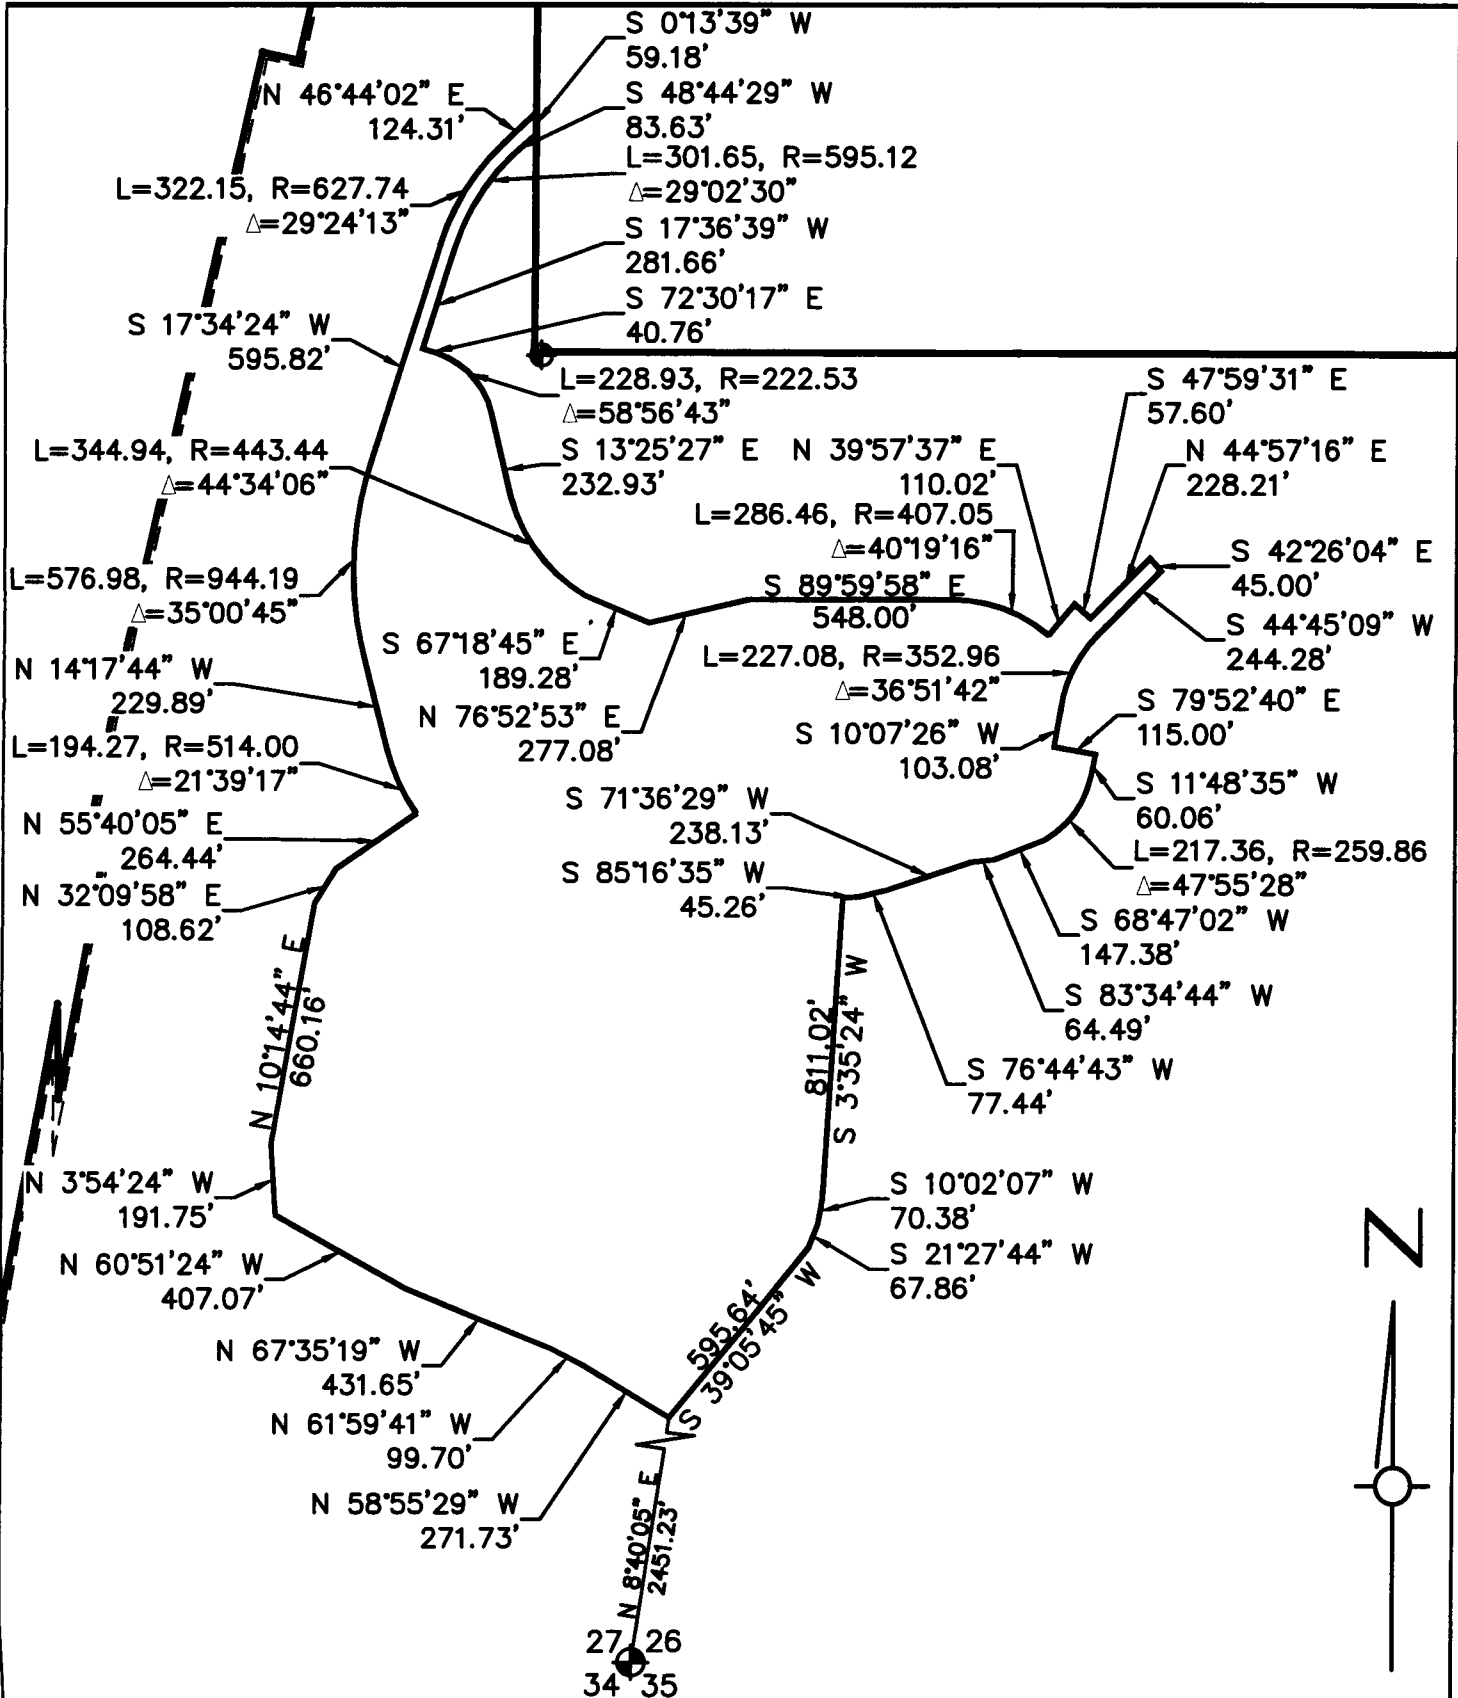 S 0°13'39" W
59.18'
N 46°44'02" E
124.31'
S 48°44'29" W
83.63'
L=301.65, R=595.12
Δ=29°02'30"
L=322.15, R=627.74
Δ=29°24'13"
S 17°36'39" W
281.66'
S 72°30'17" E
40.76'
S 17°34'24" W
595.82'
L=228.93, R=222.53
Δ=58°56'43"
S 47°59'31" E
57.60'
L=344.94, R=443.44
Δ=44°34'06"
S 13°25'27" E
232.93'
N 39°57'37" E
110.02'
N 44°57'16" E
228.21'
L=286.46, R=407.05
Δ=40°19'16"
S 42°26'04" E
45.00'
L=576.98, R=944.19
Δ=35°00'45"
S 89°59'58" E
548.00'
S 44°45'09" W
244.28'
S 67°18'45" E
189.28'
L=227.08, R=352.96
Δ=36°51'42"
N 14°17'44" W
229.89'
S 79°52'40" E
115.00'
N 76°52'53" E
277.08'
S 10°07'26" W
103.08'
L=194.27, R=514.00
Δ=21°39'17"
S 11°48'35" W
60.06'
S 71°36'29" W
238.13'
N 55°40'05" E
264.44'
L=217.36, R=259.86
Δ=47°55'28"
S 85°16'35" W
45.26'
N 32°09'58" E
108.62'
S 68°47'02" W
147.38'
S 83°34'44" W
64.49'
N 10°14'44" E
660.16'
811.02'
S 3°35'24" W
S 76°44'43" W
77.44'
N 3°54'24" W
191.75'
S 10°02'07" W
70.38'
S 21°27'44" W
67.86'
N 60°51'24" W
407.07'
595.64'
S 39°05'45" W
N 67°35'19" W
431.65'
N 61°59'41" W
99.70'
N 58°55'29" W
271.73'
N 8°40'05" E
2451.23'
N
27 26
34 35